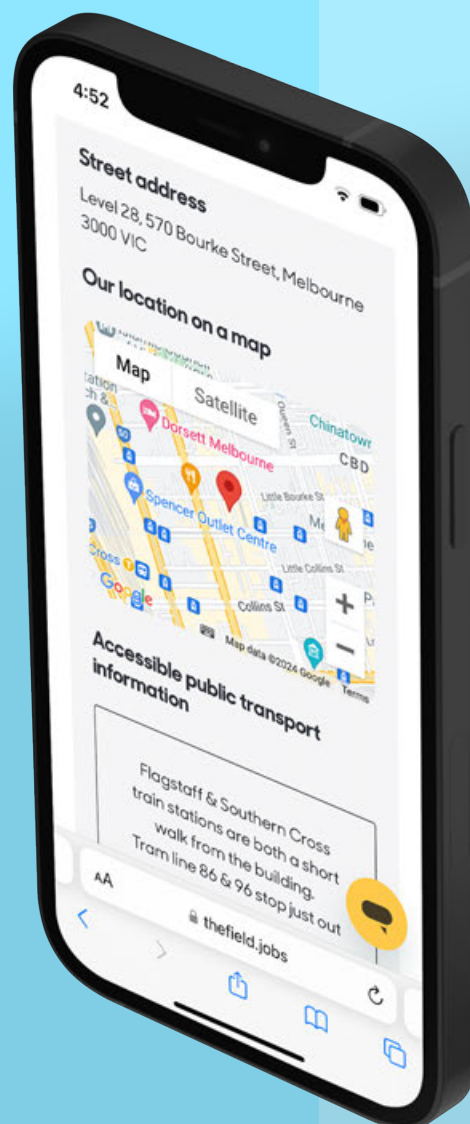 4:52
Street address
Level 28, 570 Bourke Street, Melbourne
3000 VIC
Our location on a map
Map
Satellite
Queen St
Chinatown
CBD
Dorsett Melbourne
Little Bourke St
Spencer Outlet Centre
Little Collins St
Cross
Collins St
Google
Map data ©2024 Google
Terms
Accessible public transport
information
Flagstaff & Southern Cross
train stations are both a short
walk from the building.
Tram line 86 & 96 stop just out
AA
thefield.jobs